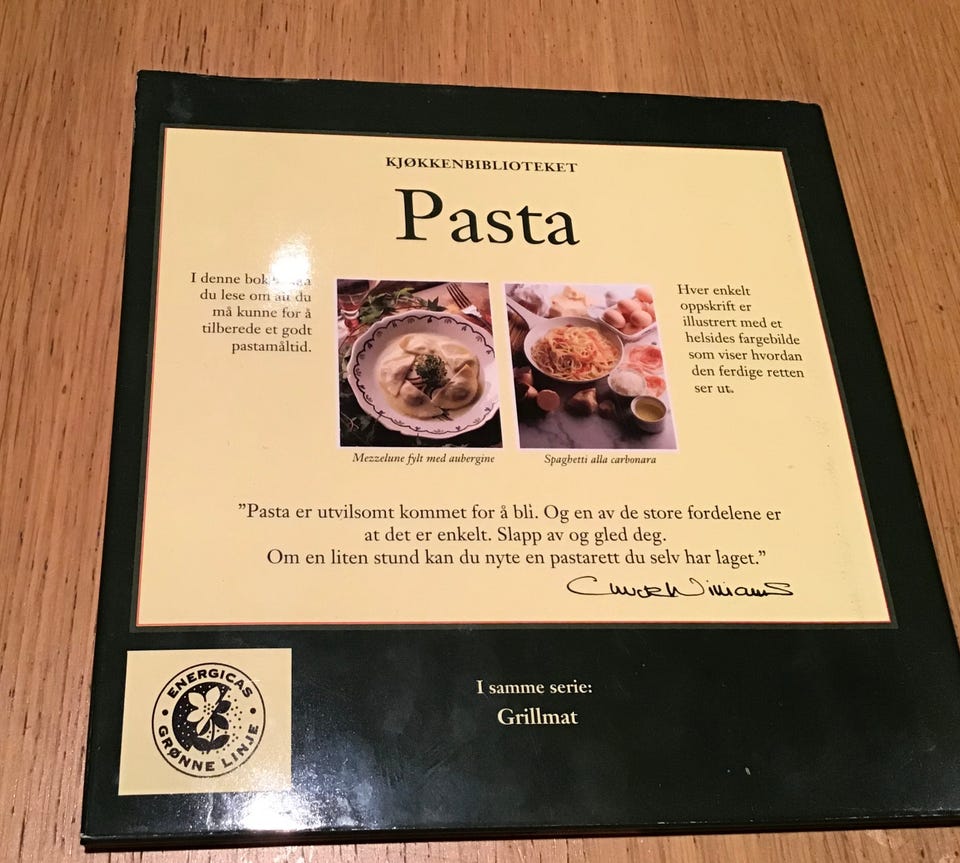 KJØKKENBIBLIOTEKET
Pasta
I denne
du lese om alt du
må kunne for å
tilberede et godt
pastamåltid.
Hver enkelt
oppskrift er
illustrert med et
helsides fargebilde
som viser hvordan
den ferdige retten
ser ut.
Mezzelune fylt med aubergine
Spaghetti alla carbonara
”Pasta er utvilsomt kommet for å bli. Og en av de store fordelene er
at det er enkelt. Slapp av og gled deg.
Om en liten stund kan du nyte en pastarett du selv har laget.”
Chuck Williams
I samme serie:
Grillmat
ENERGICAS
GRØNNE LINJE